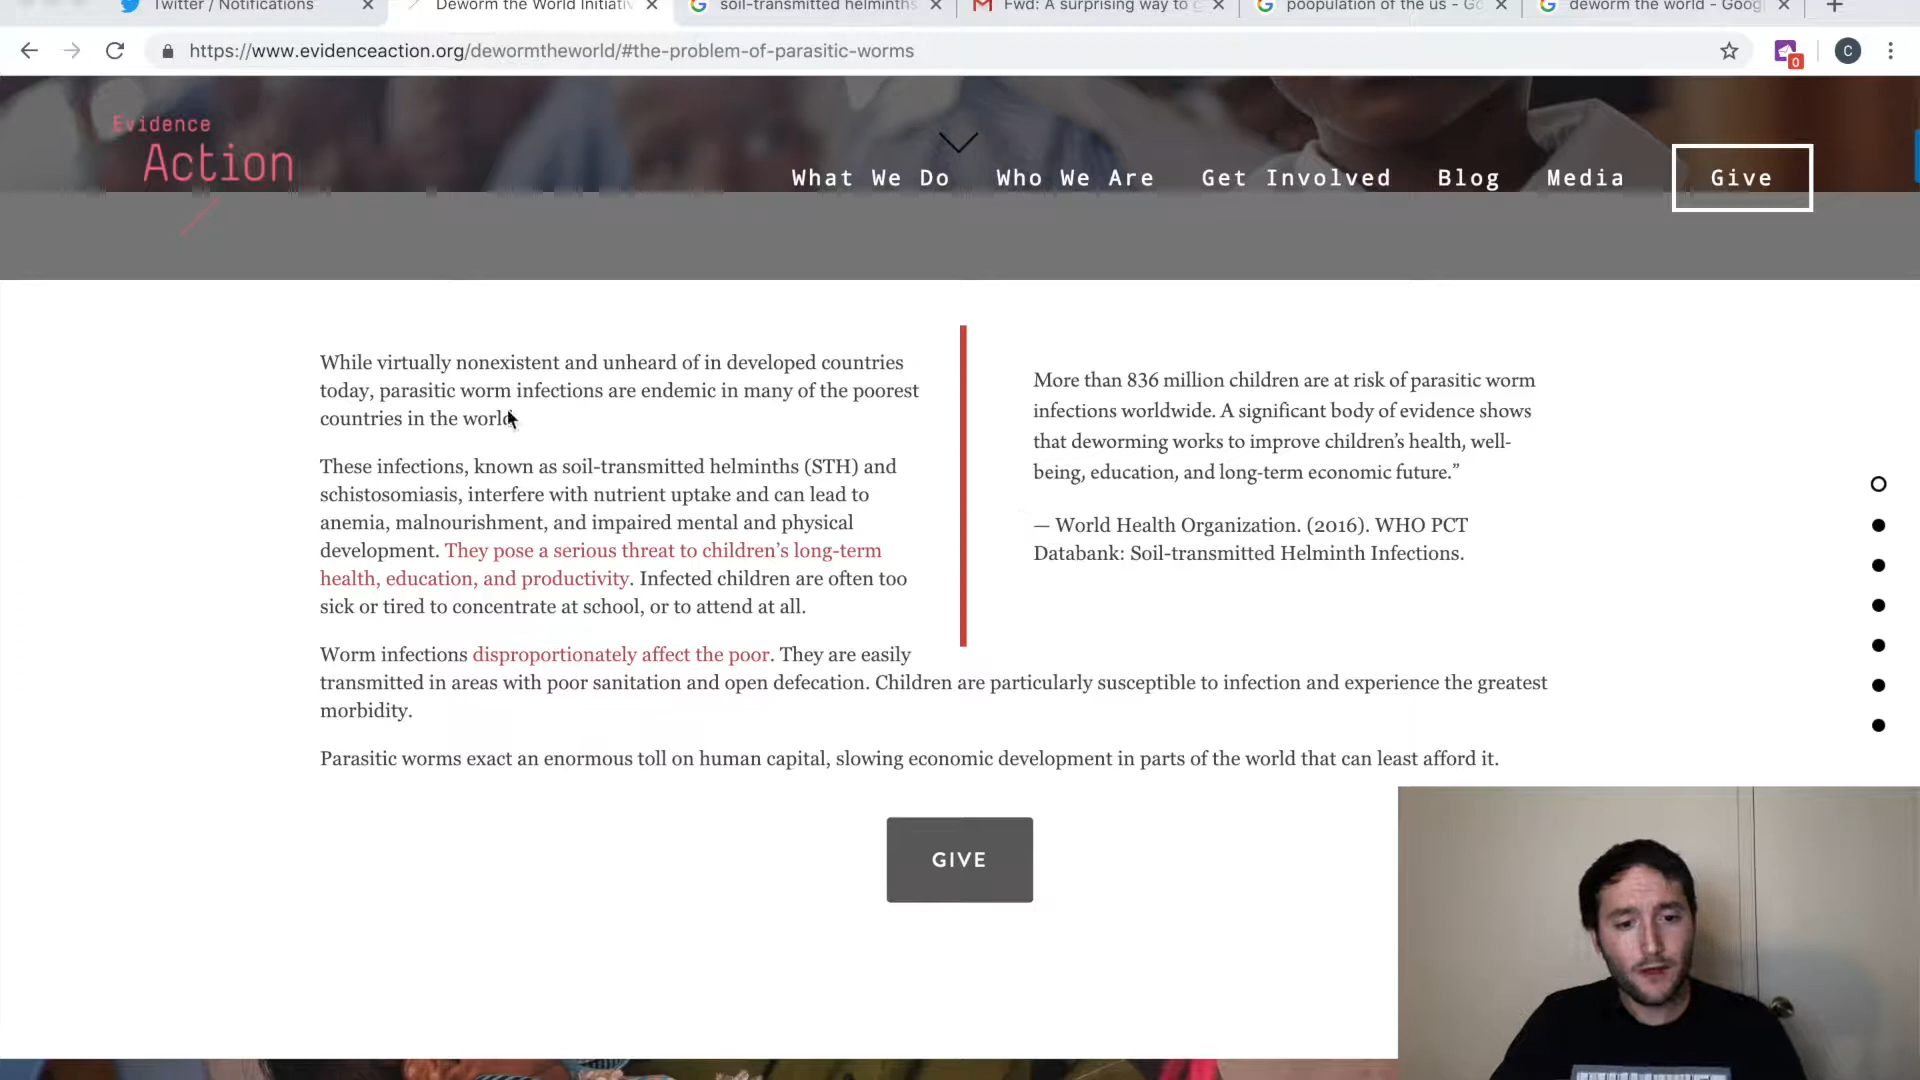 Twitter / Notifications
Deworm the World Initiativ
soil-transmitted helminths
Fwd: A surprising way to
poopulation of the us - Go
deworm the world - Googl
https://www.evidenceaction.org/dewormtheworld/#the-problem-of-parasitic-worms
0
C
Evidence
Action
What We Do
Who We Are
Get Involved
Blog
Media
Give
While virtually nonexistent and unheard of in developed countries
today, parasitic worm infections are endemic in many of the poorest
countries in the world
These infections, known as soil-transmitted helminths (STH) and
schistosomiasis, interfere with nutrient uptake and can lead to
anemia, malnourishment, and impaired mental and physical
development. They pose a serious threat to children’s long-term
health, education, and productivity. Infected children are often too
sick or tired to concentrate at school, or to attend at all.
Worm infections disproportionately affect the poor. They are easily
transmitted in areas with poor sanitation and open defecation. Children are particularly susceptible to infection and experience the greatest
morbidity.
Parasitic worms exact an enormous toll on human capital, slowing economic development in parts of the world that can least afford it.
More than 836 million children are at risk of parasitic worm
infections worldwide. A significant body of evidence shows
that deworming works to improve children’s health, well-
being, education, and long-term economic future.”
— World Health Organization. (2016). WHO PCT
Databank: Soil-transmitted Helminth Infections.
GIVE